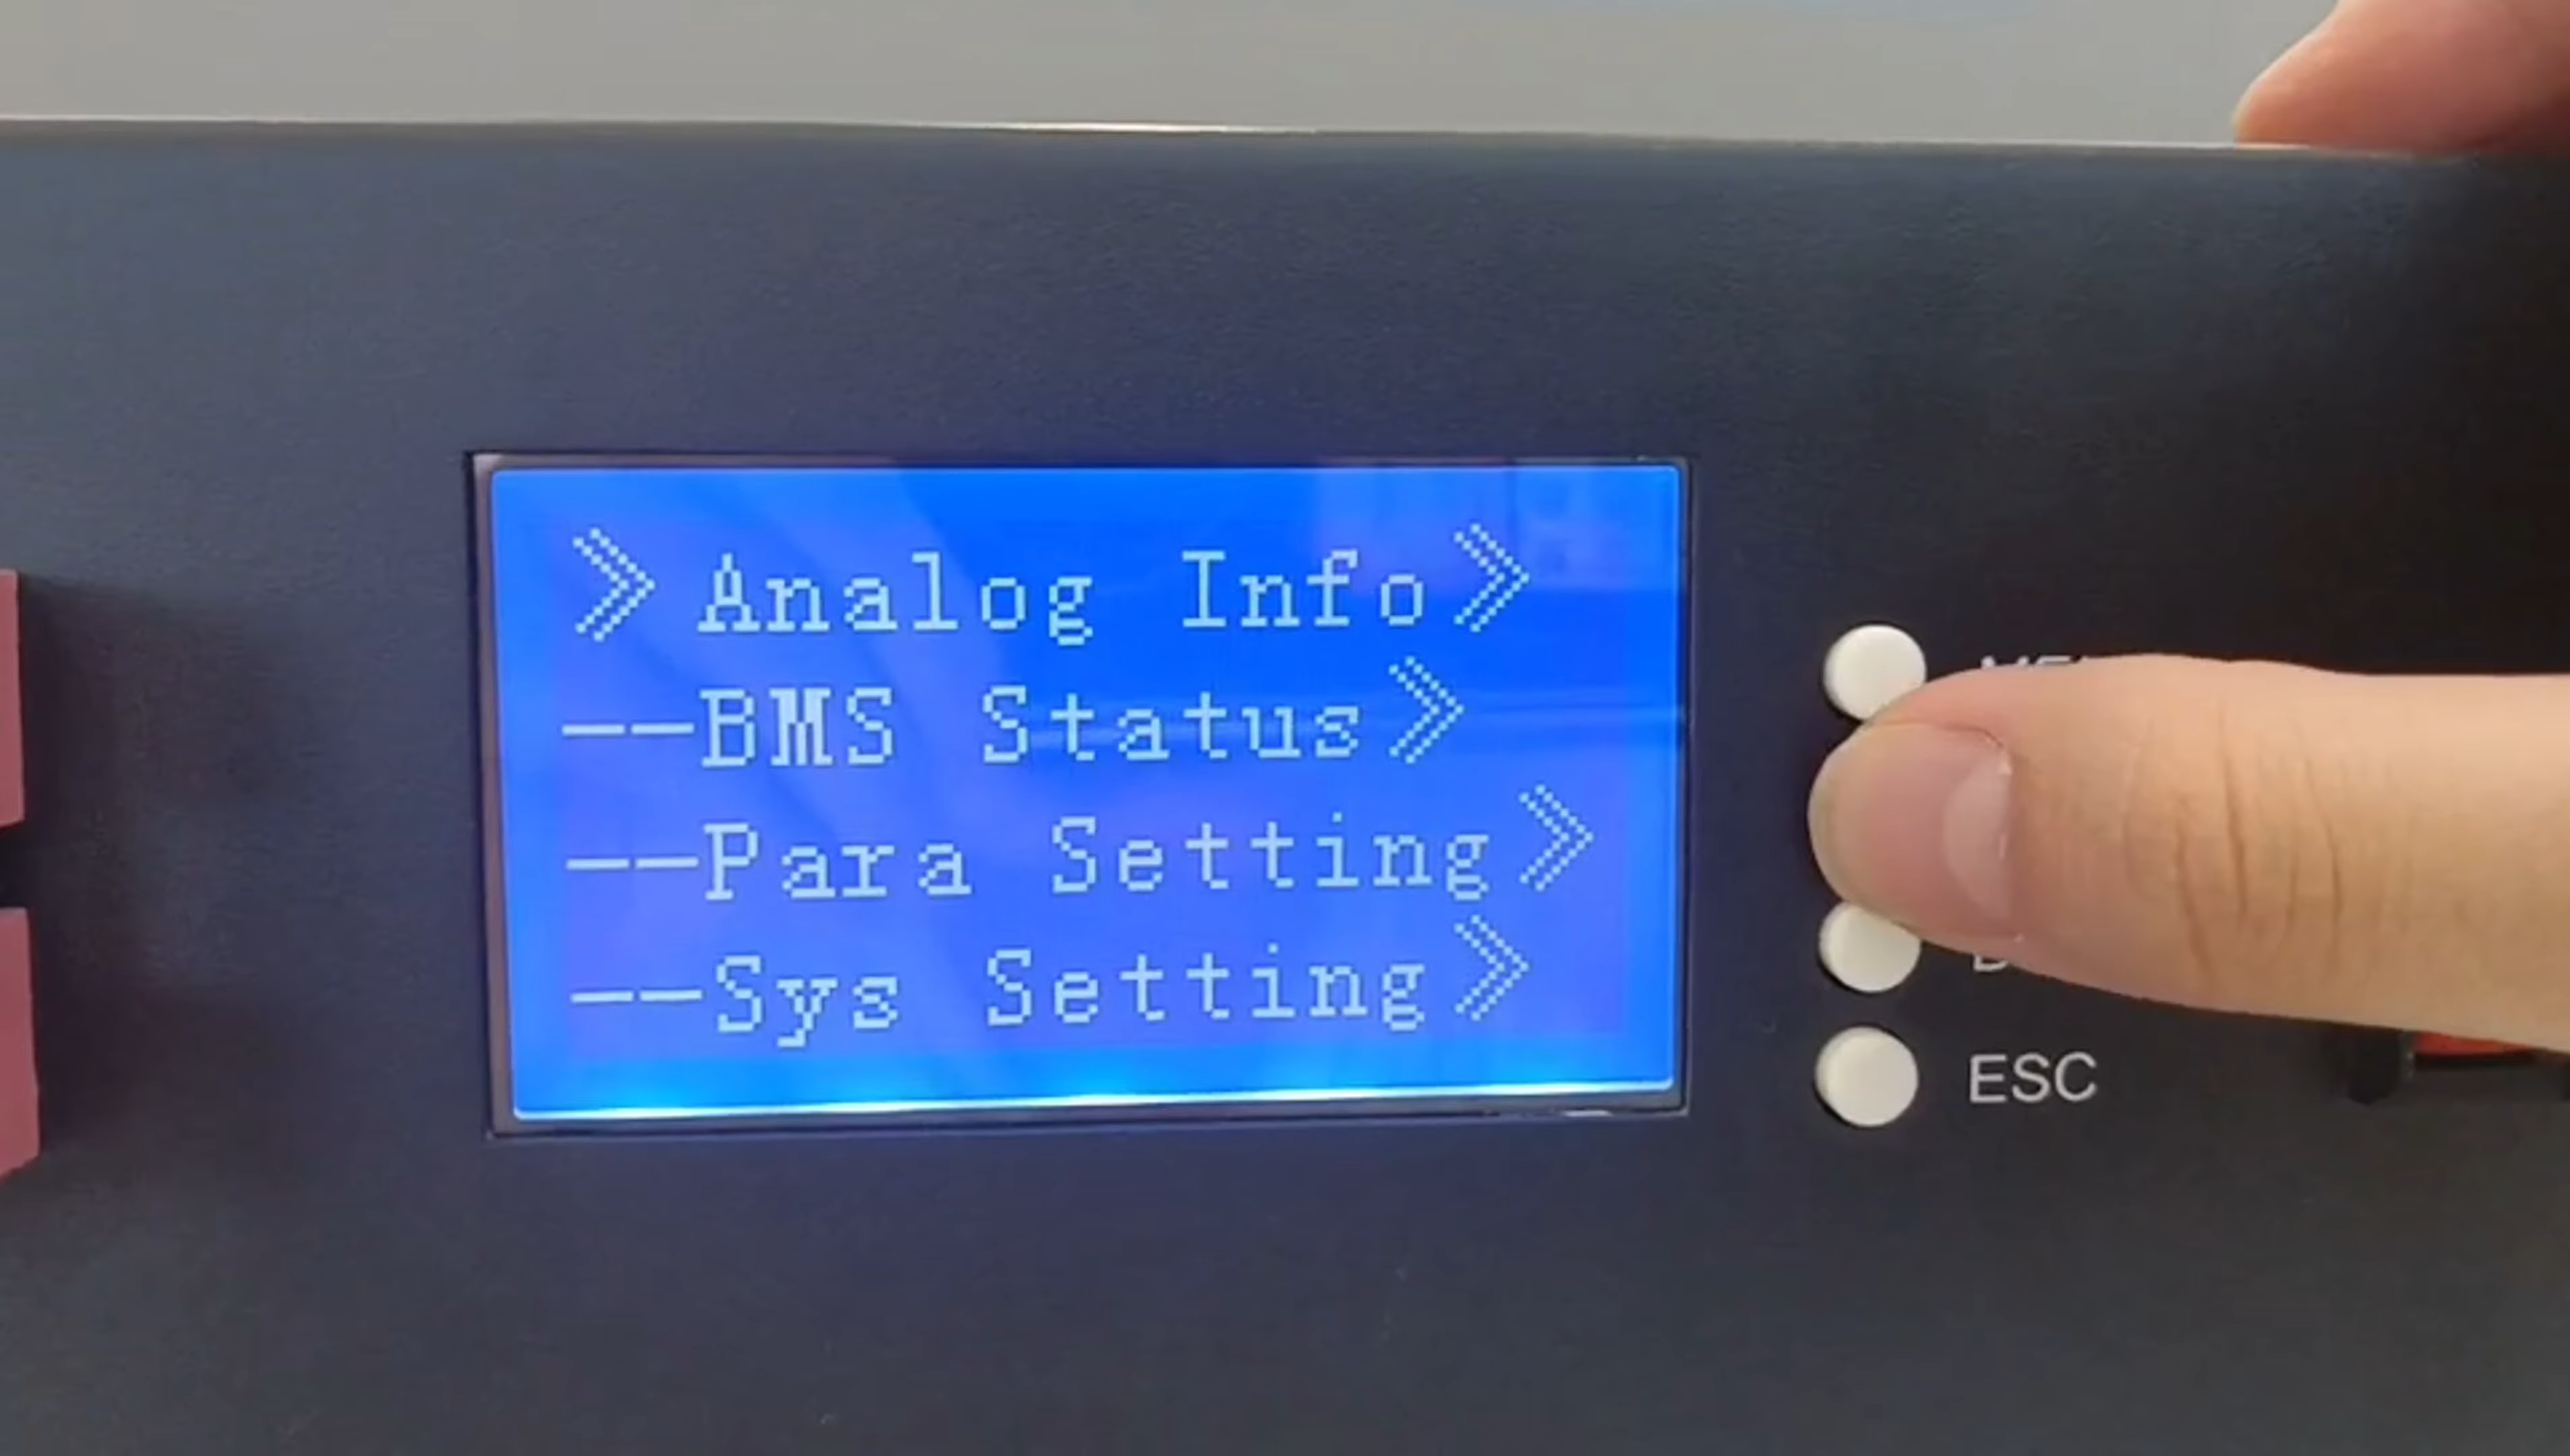 》 Analog Info》
--BMS Status》
--Para Setting》
--Sys Setting》
ESC